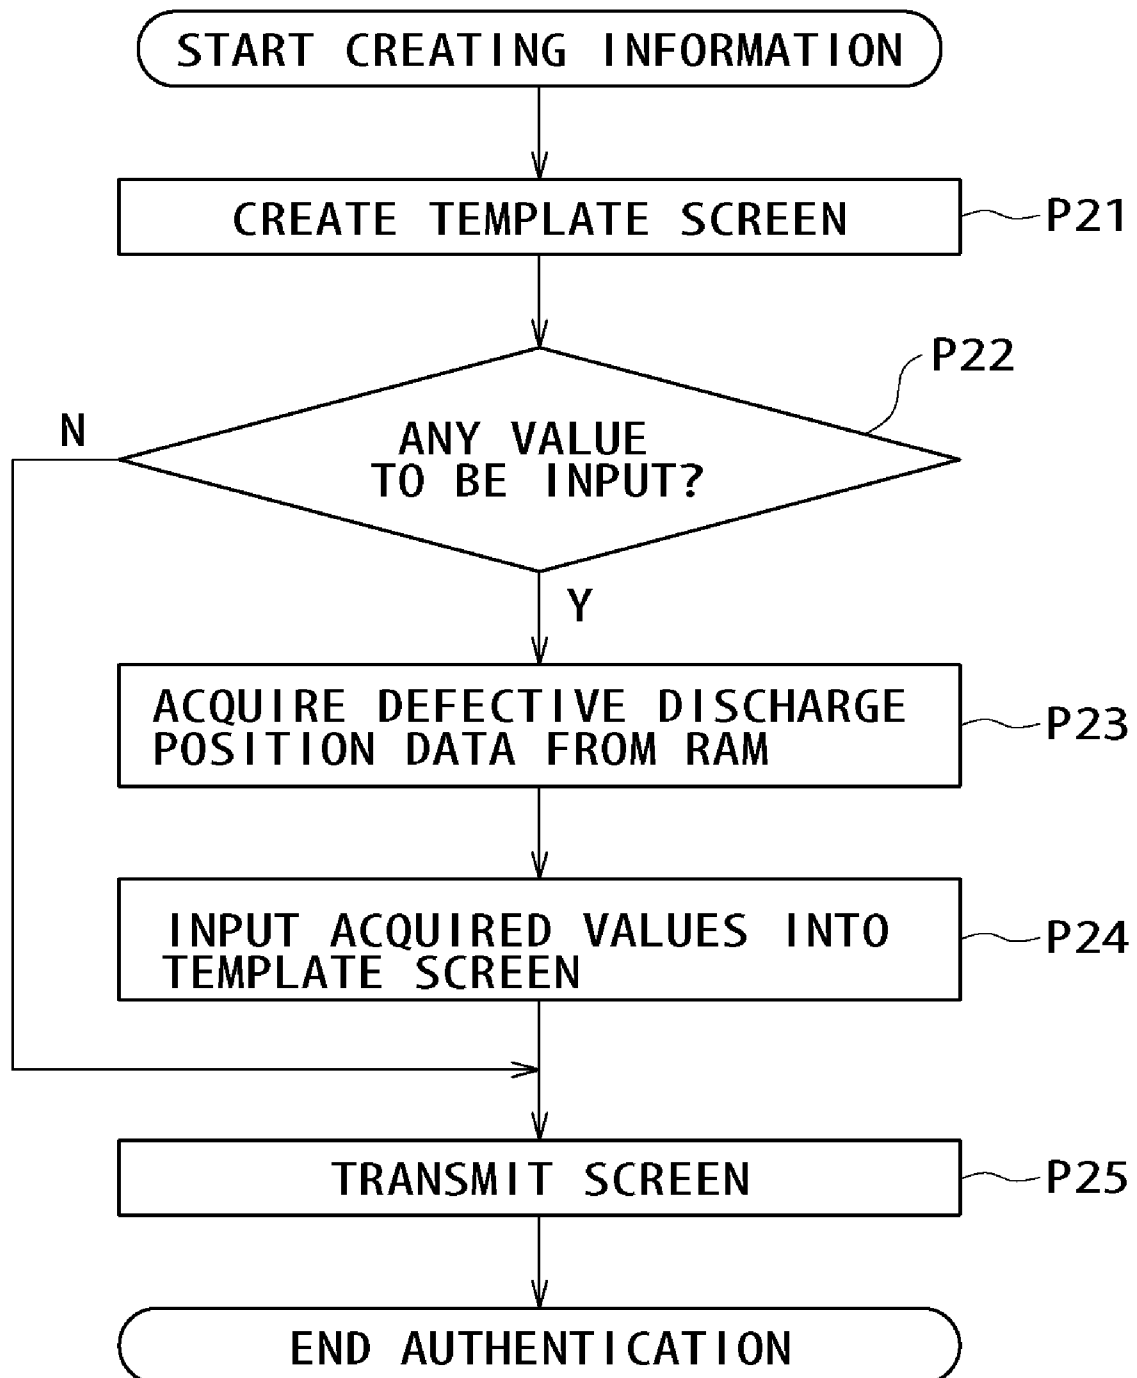 START CREATING INFORMATION
CREATE TEMPLATE SCREEN
P21
P22
N
ANY VALUE
TO BE INPUT?
Y
ACQUIRE DEFECTIVE DISCHARGE
POSITION DATA FROM RAM
P23
INPUT ACQUIRED VALUES INTO
TEMPLATE SCREEN
P24
TRANSMIT SCREEN
P25
END AUTHENTICATION